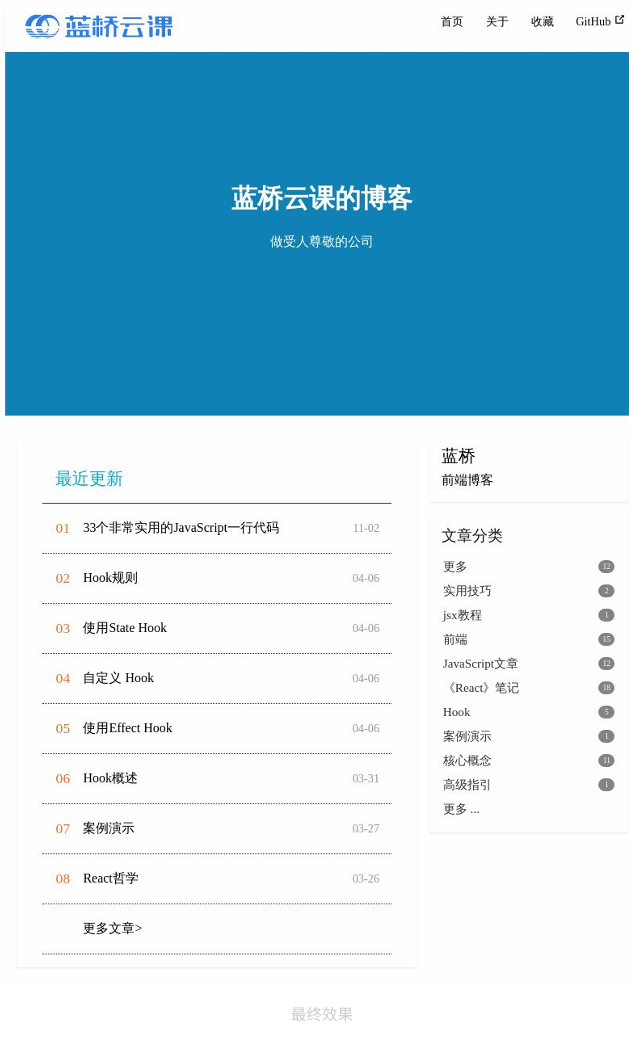 蓝桥云课 首页 关于 收藏 GitHub
蓝桥云课的博客
做受人尊敬的公司
最近更新
01 33个非常实用的JavaScript一行代码 11-02
02 Hook规则 04-06
03 使用State Hook 04-06
04 自定义 Hook 04-06
05 使用Effect Hook 04-06
06 Hook概述 03-31
07 案例演示 03-27
08 React哲学 03-26
更多文章>
蓝桥
前端博客
文章分类
更多 12
实用技巧 2
jsx教程 1
前端 15
JavaScript文章 12
《React》笔记 18
Hook 5
案例演示 1
核心概念 11
高级指引 1
更多 ...
最终效果